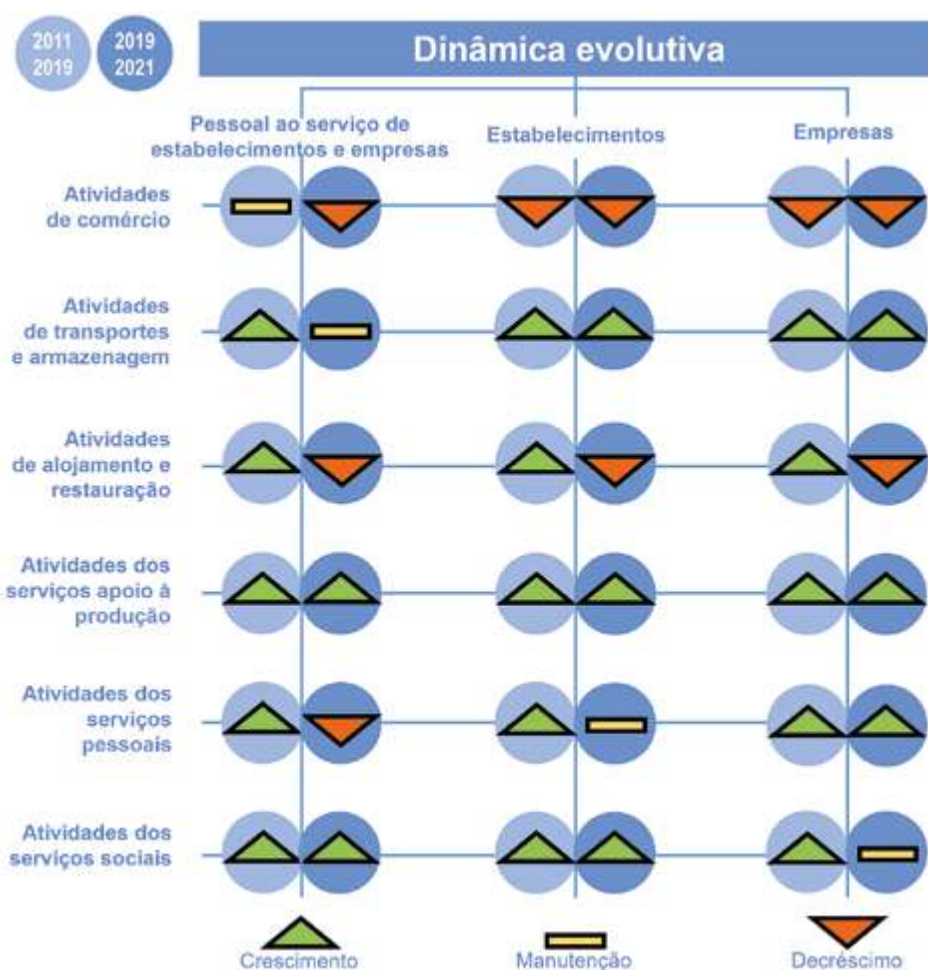 2011
2019
2019
2021
Dinâmica evolutiva
Pessoal ao serviço de
estabelecimentos e empresas
Estabelecimentos
Empresas
Atividades
de comércio
Atividades
de transportes
e armazenagem
Atividades
de alojamento e
restauração
Atividades dos
serviços apoio à
produção
Atividades dos
serviços
pessoais
Atividades dos
serviços sociais
Crescimento
Manutenção
Decréscimo